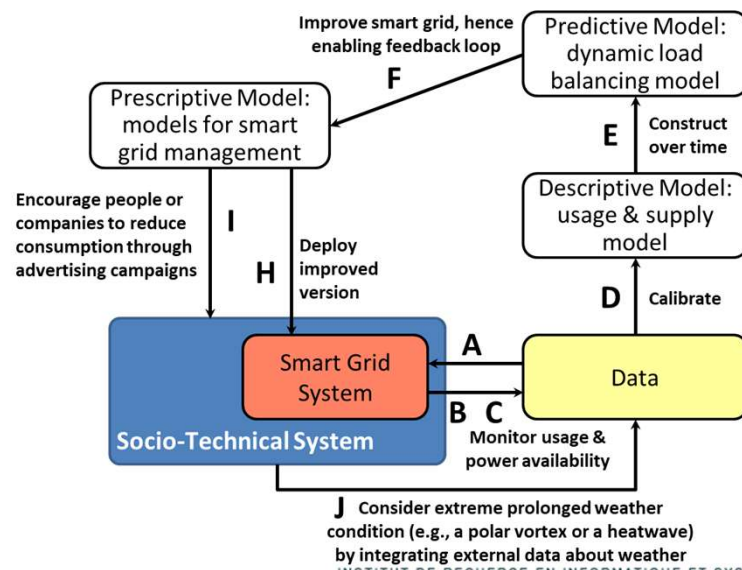 Improve smart grid, hence
enabling feedback loop
F
Predictive Model:
dynamic load
balancing model
Prescriptive Model:
models for smart
grid management
E
Construct
over time
Encourage people or
companies to reduce
consumption through
advertising campaigns
I
H
Deploy
improved
version
Descriptive Model:
usage & supply
model
D
Calibrate
Smart Grid
System
A
B C
Data
Socio-Technical System
Monitor usage &
power availability
J Consider extreme prolonged weather
condition (e.g., a polar vortex or a heatwave)
by integrating external data about weather